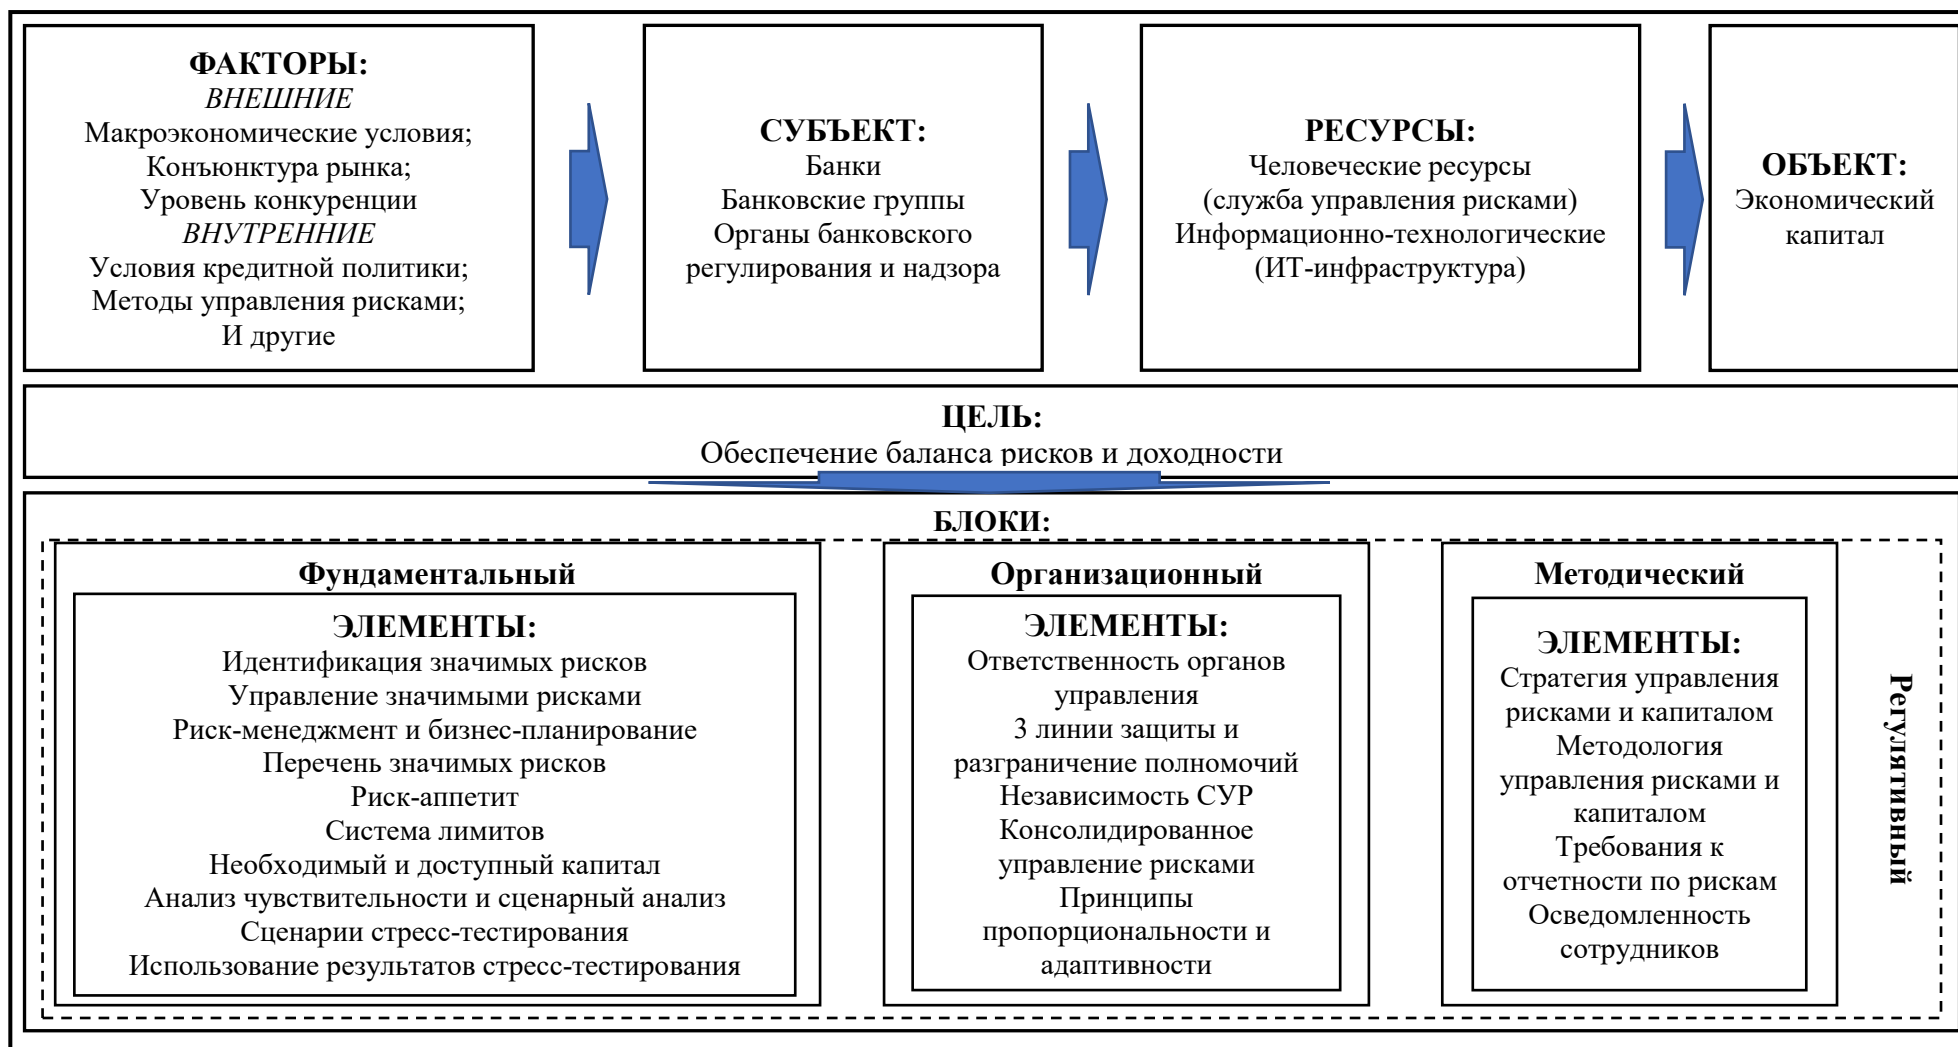 ФАКТОРЫ:
ВНЕШНИЕ
Макроэкономические условия;
Конъюнктура рынка;
Уровень конкуренции
ВНУТРЕННИЕ
Условия кредитной политики;
Методы управления рисками;
И другие
СУБЪЕКТ:
Банки
Банковские группы
Органы банковского
регулирования и надзора
РЕСУРСЫ:
Человеческие ресурсы
(служба управления рисками)
Информационно-технологические
(ИТ-инфраструктура)
ОБЪЕКТ:
Экономический
капитал
ЦЕЛЬ:
Обеспечение баланса рисков и доходности
БЛОКИ:
Фундаментальный
ЭЛЕМЕНТЫ:
Идентификация значимых рисков
Управление значимыми рисками
Риск-менеджмент и бизнес-планирование
Перечень значимых рисков
Риск-аппетит
Система лимитов
Необходимый и доступный капитал
Анализ чувствительности и сценарный анализ
Сценарии стресс-тестирования
Использование результатов стресс-тестирования
Организационный
ЭЛЕМЕНТЫ:
Ответственность органов
управления
3 линии защиты и
разграничение полномочий
Независимость СУР
Консолидированное
управление рисками
Принципы
пропорциональности и
адаптивности
Методический
ЭЛЕМЕНТЫ:
Стратегия управления
рисками и капиталом
Методология
управления рисками и
капиталом
Требования к
отчетности по рискам
Осведомленность
сотрудников
Регулятивный